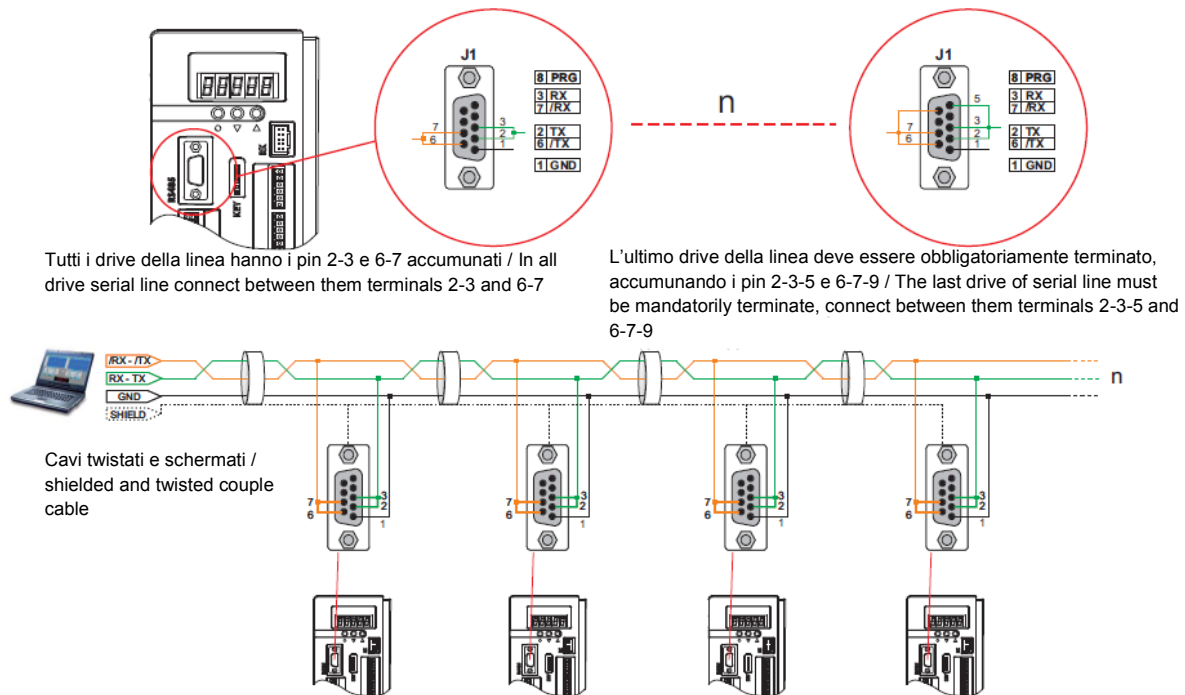 J1
8 PRG
3 RX
7 /RX
2 TX
6 /TX
1 GND
7
6
3
2
1
n
J1
8 PRG
3 RX
7 /RX
2 TX
6 /TX
1 GND
7
6
5
3
2
1
RS485
KEY
Tutti i drive della linea hanno i pin 2-3 e 6-7 accumunati / In all
drive serial line connect between them terminals 2-3 and 6-7
L'ultimo drive della linea deve essere obbligatoriamente terminato,
accumunando i pin 2-3-5 e 6-7-9 / The last drive of serial line must
be mandatorily terminate, connect between them terminals 2-3-5 and
6-7-9
/RX - /TX
RX - TX
GND
SHIELD
n
Cavi twistati e schermati /
shielded and twisted couple
cable
7
6
3
2
1
7
6
3
2
1
7
6
3
2
1
7
6
3
2
1